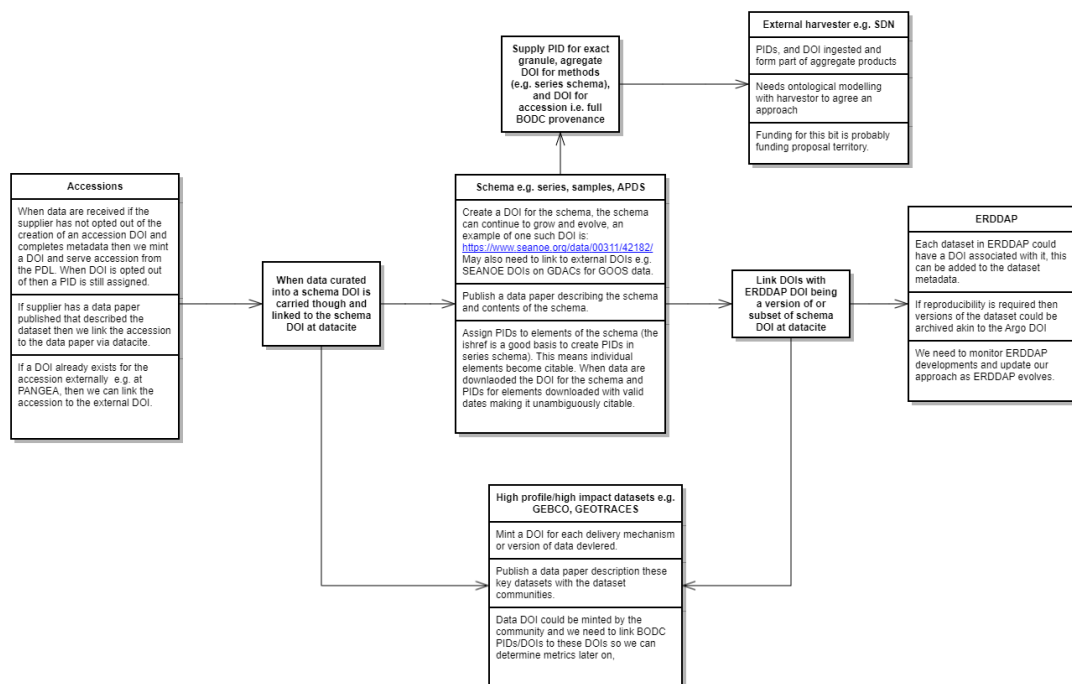 Accessions
When data are received if the
supplier has not opted out of the
creation of an accession DOI and
completes metadata then we mint
a DOI and serve accession from
the PDL. When DOI is opted out
of then a PID is still assigned.
If supplier has a data paper
published that described the
dataset then we link the accession
to the data paper via datacite.
If a DOI already exists for the
accession externally e.g. at
PANGEA, then we can link the
accession to the external DOI.
When data curated
into a schema DOI is
carried though and
linked to the schema
DOI at datacite
Supply PID for exact
granule, agregate
DOI for methods
(e.g. series schema),
and DOI for
accession i.e. full
BODC provenance
External harvester e.g. SDN
PIDs, and DOI ingested and
form part of aggregate products
Needs ontological modelling
with harvestor to agree an
approach
Funding for this bit is probably
funding proposal territory.
Schema e.g. series, samples, APDS
Create a DOI for the schema, the schema
can continue to grow and evolve, an
example of one such DOI is:
https://www.seanoe.org/data/00311/42182/
May also need to link to external DOIs e.g.
SEANOE DOIs on GDACs for GOOS data.
Publish a data paper describing the schema
and contents of the schema.
Assign PIDs to elements of the schema (the
ishref is a good basis to create PIDs in
series schema). This means individual
elements become citable. When data are
downlaoded the DOI for the schema and
PIDs for elements downloaded with valid
dates making it unambiguously citable.
Link DOIs with
ERDDAP DOI being
a version of or
subset of schema
DOI at datacite
ERDDAP
Each dataset in ERDDAP could
have a DOI associated with it, this
can be added to the dataset
metadata.
If reproducibility is required then
versions of the dataset could be
archived akin to the Argo DOI
We need to monitor ERDDAP
developments and update our
approach as ERDDAP evolves.
High profile/high impact datasets e.g.
GEBCO, GEOTRACES
Mint a DOI for each delivery mechanism
or version of data devlered.
Publish a data paper description these
key datasets with the dataset
communities.
Data DOI could be minted by the
community and we need to link BODC
PIDs/DOIs to these DOIs so we can
determine metrics later on,